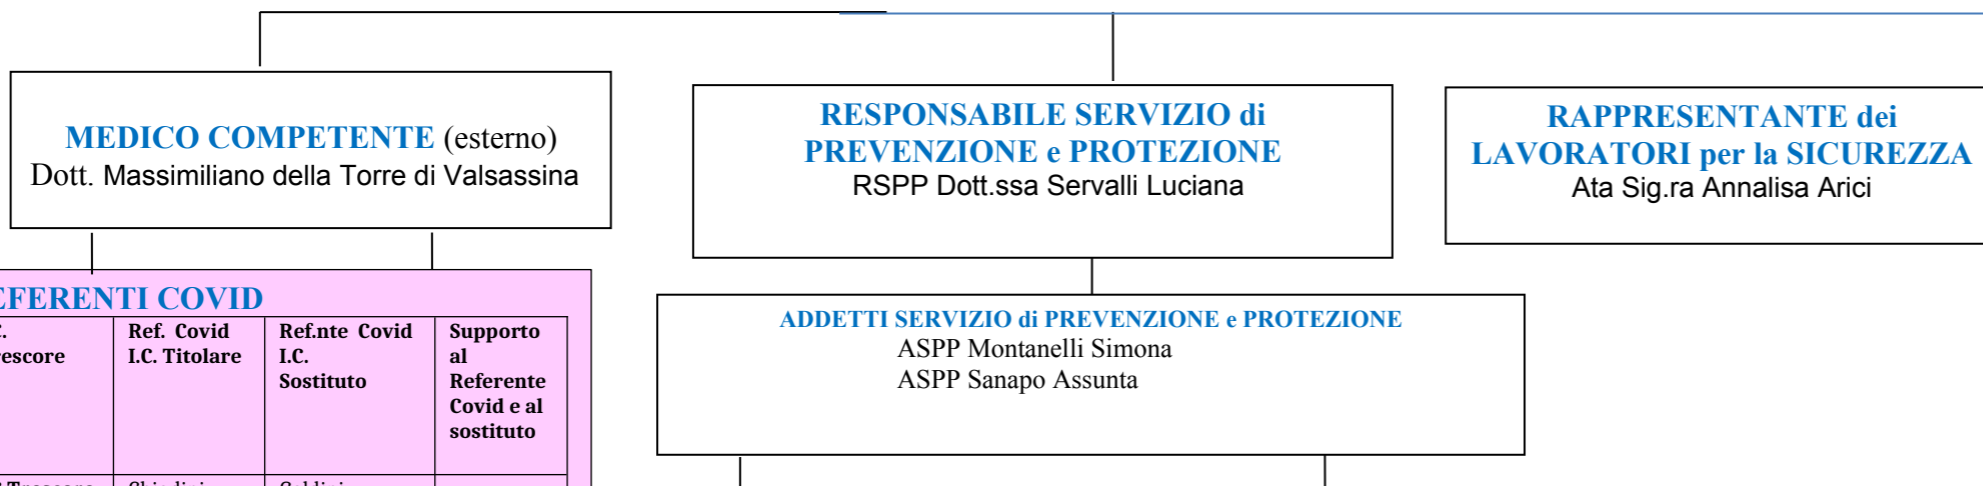 MEDICO COMPETENTE (esterno)
Dott. Massimiliano della Torre di Valsassina
RESPONSABILE SERVIZIO di
PREVENZIONE e PROTEZIONE
RSPP Dott.ssa Servalli Luciana
RAPPRESENTANTE dei
LAVORATORI per la SICUREZZA
Ata Sig.ra Annalisa Arici
EFERENTI COVID
rescore
Ref. Covid
I.C. Titolare
Ref.nte Covid
I.C.
Sostituto
Supporto
al
Referente
Covid e al
sostituto
ADDETTI SERVIZIO di PREVENZIONE e PROTEZIONE
ASPP Montanelli Simona
ASPP Sanapo Assunta